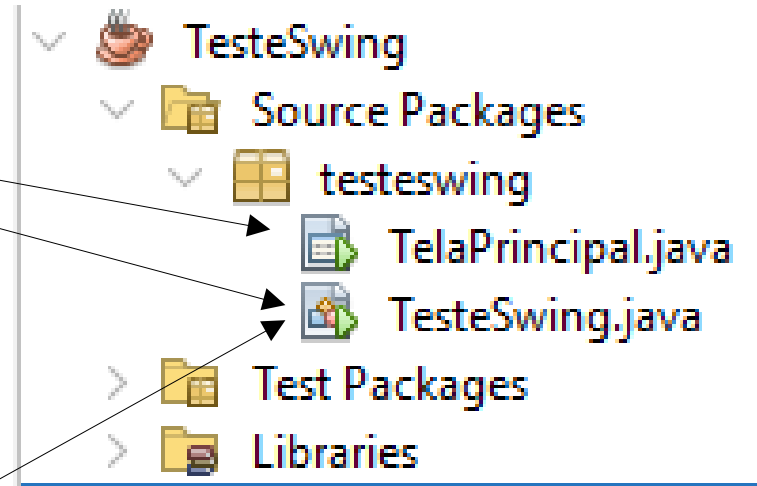 TesteSwing
Source Packages
testeswing
TelaPrincipal.java
TesteSwing.java
Test Packages
Libraries